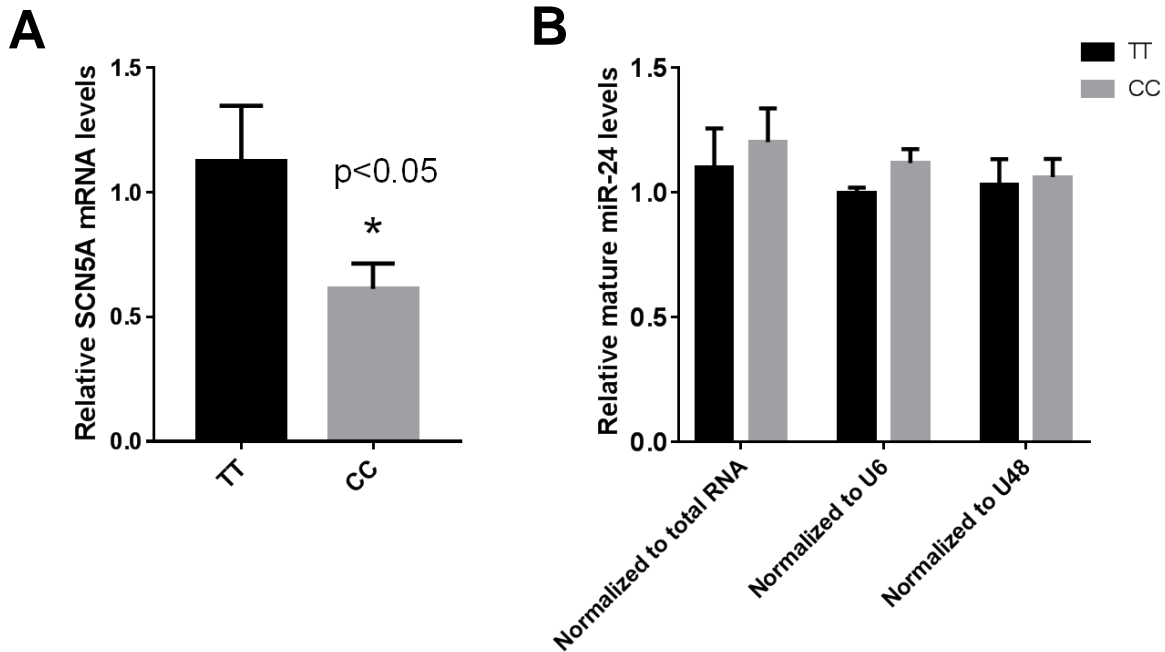 A
Relative SCN5A mRNA levels
1.5
1.0
0.5
0.0
p<0.05
*
TT
CC
B
Relative mature miR-24 levels
1.5
1.0
0.5
0.0
Normalized to total RNA
Normalized to U6
Normalized to U48
TT
CC